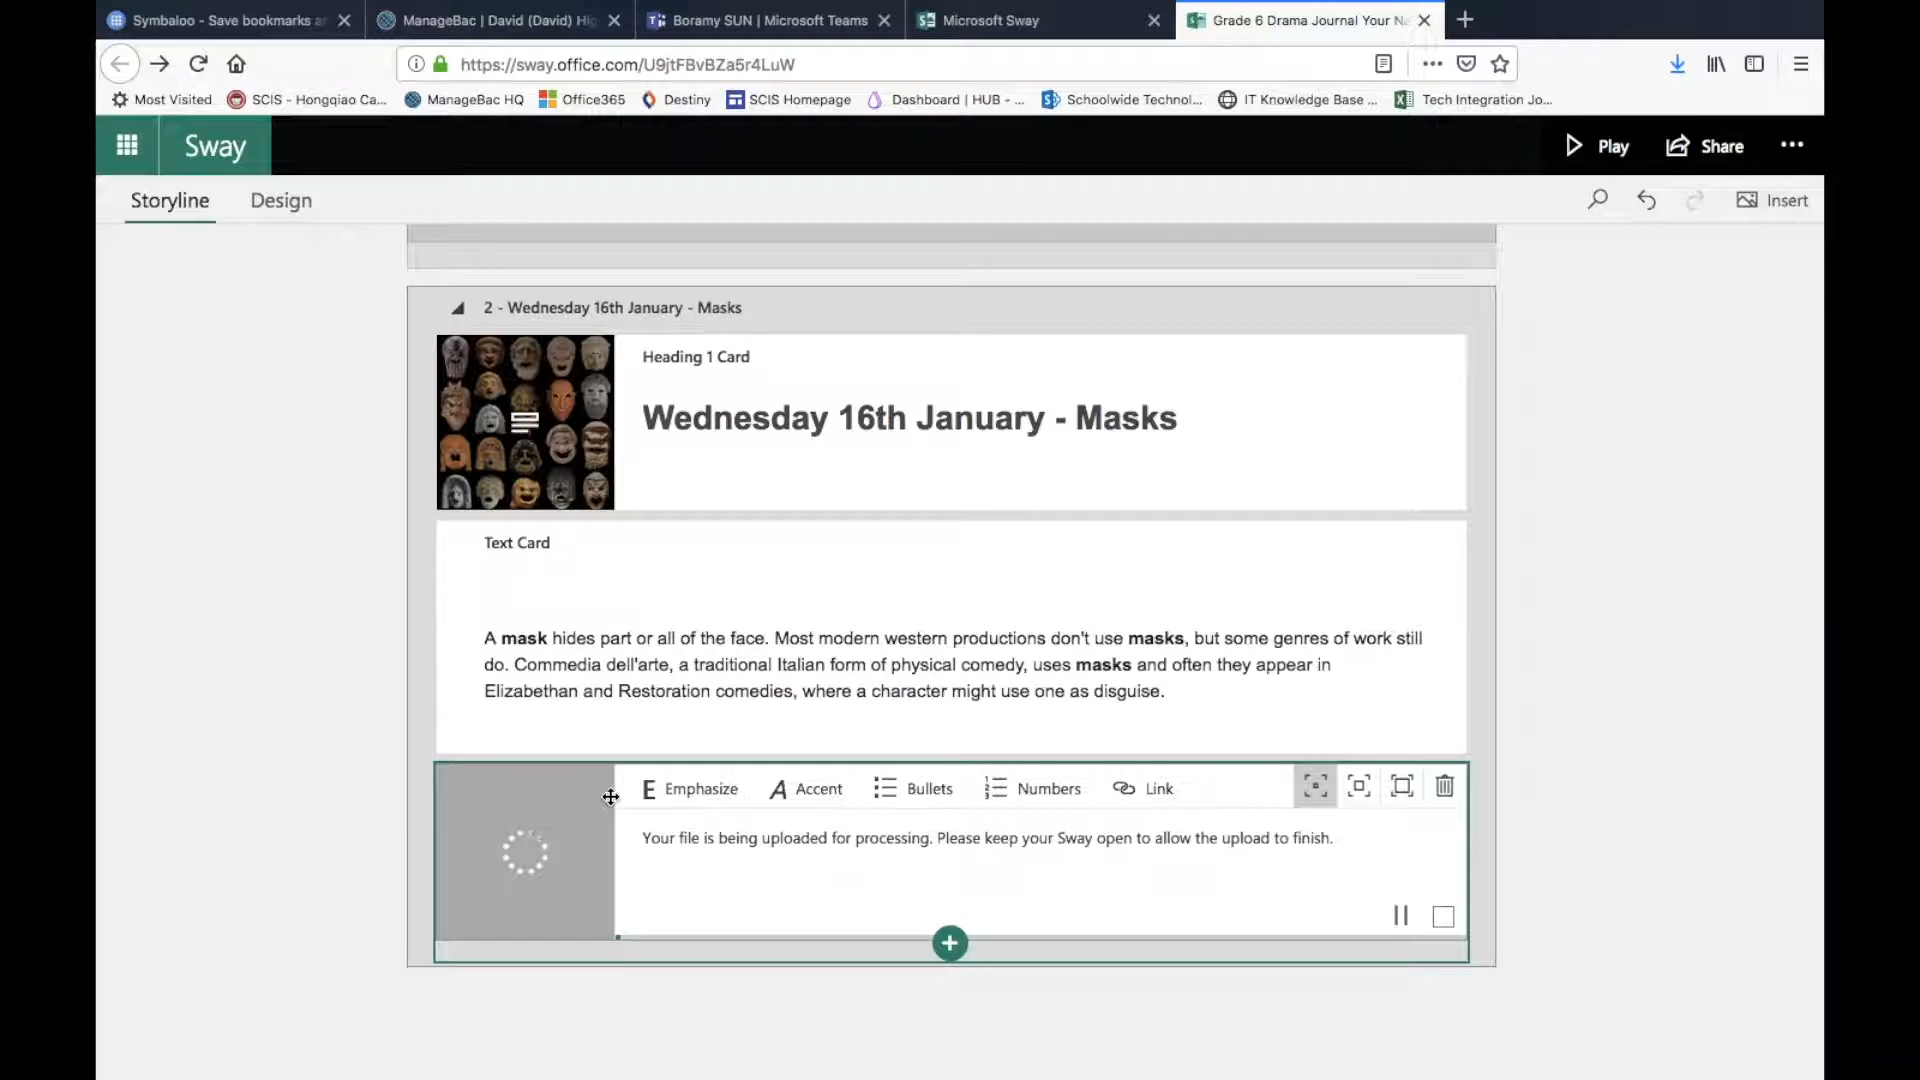 Symbaloo - Save bookmarks a
ManageBac | David (David) Hi
Boramy SUN | Microsoft Teams
Microsoft Sway
Grade 6 Drama Journal Your Na
https://sway.office.com/U9jtFBvBZa5r4LuW
Most Visited
SCIS - Hongqiao Ca...
ManageBac HQ
Office365
Destiny
SCIS Homepage
Dashboard | HUB - ...
Schoolwide Technol...
IT Knowledge Base ...
Tech Integration Jo...
Sway
Play
Share
Storyline
Design
Insert
2 - Wednesday 16th January - Masks
Heading 1 Card
Wednesday 16th January - Masks
Text Card
A mask hides part or all of the face. Most modern western productions don't use masks, but some genres of work still
do. Commedia dell'arte, a traditional Italian form of physical comedy, uses masks and often they appear in
Elizabethan and Restoration comedies, where a character might use one as disguise.
E Emphasize
A Accent
Bullets
Numbers
Link
Your file is being uploaded for processing. Please keep your Sway open to allow the upload to finish.